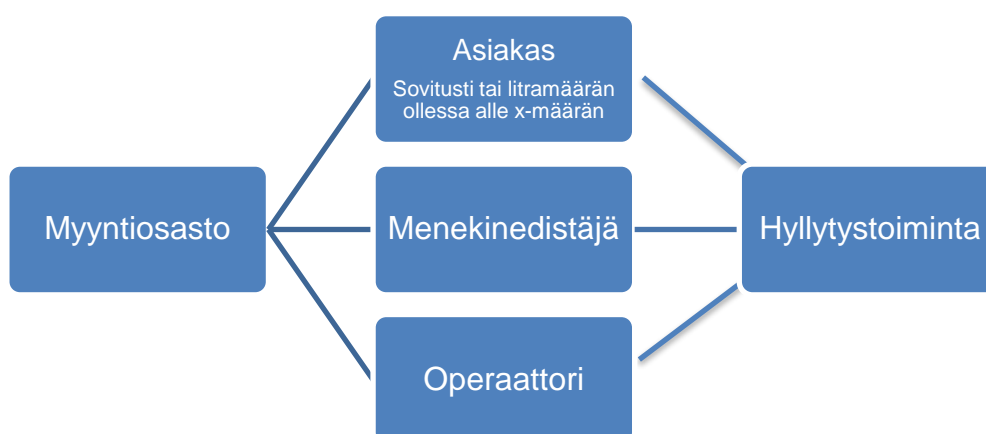 Asiakas
Sovitusti tai litramäärän
ollessa alle x-määrän
Myyntiosasto
Menekinedistäjä
Hyllytystoiminta
Operaattori